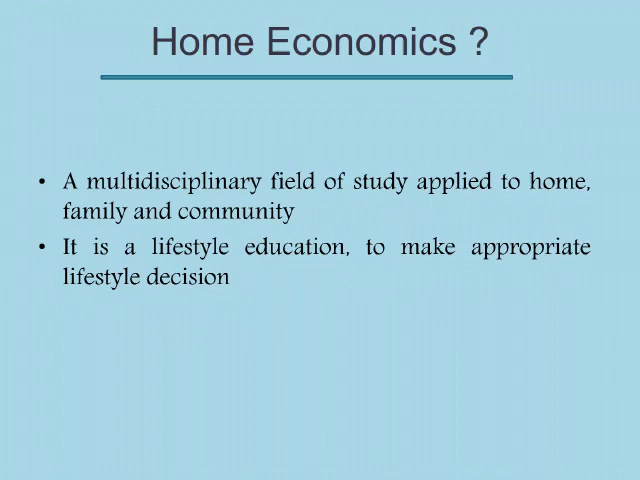 Home Economics ?
• A multidisciplinary field of study applied to home,
family and community
• It is a lifestyle education, to make appropriate
lifestyle decision